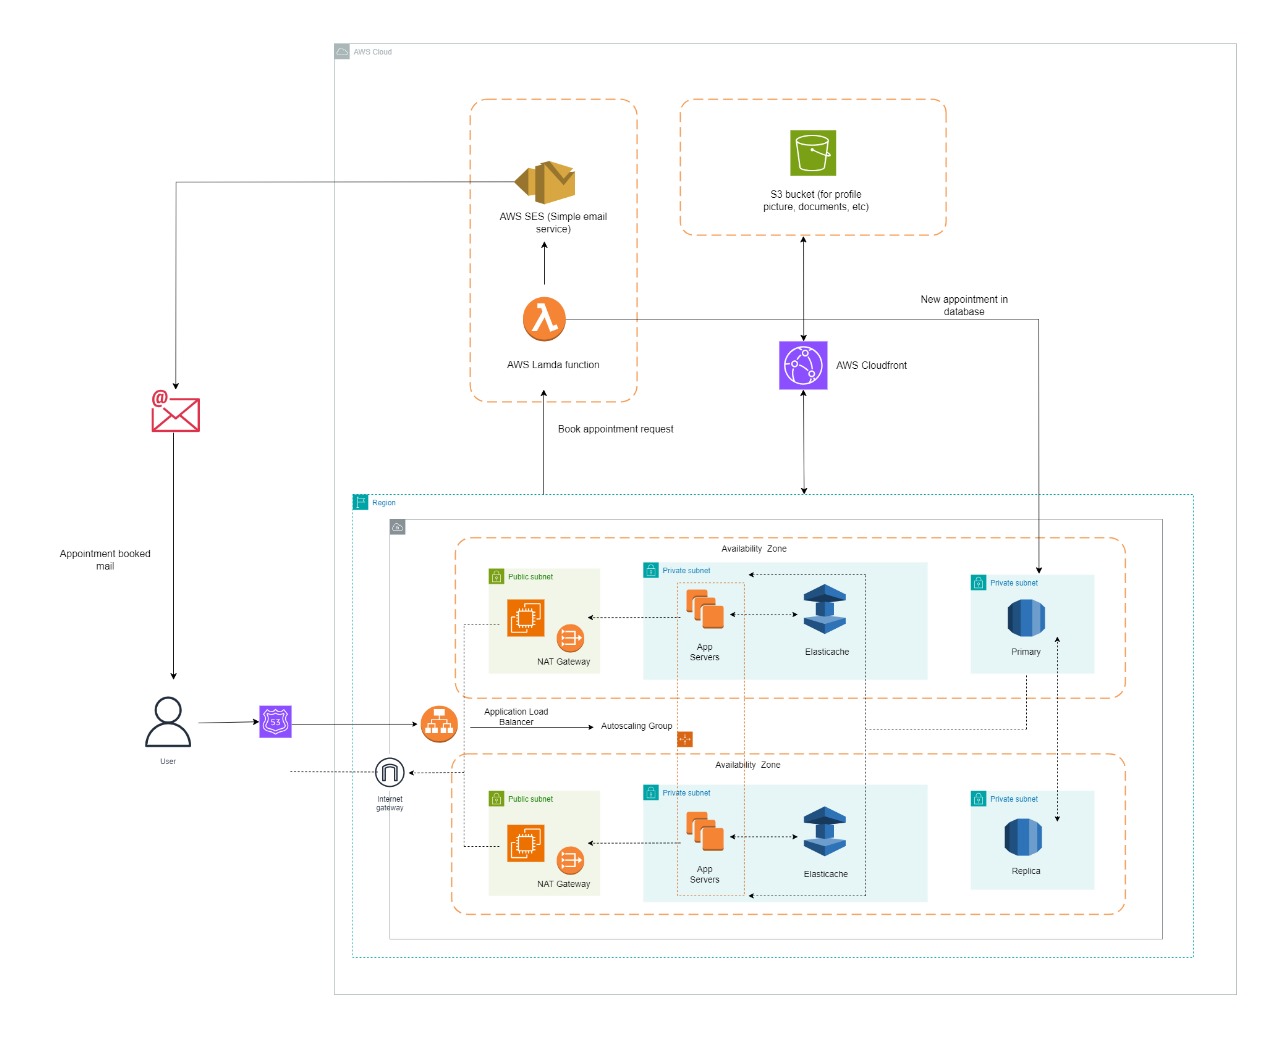 AWS Cloud
S3 bucket (for profile
picture, documents, etc)
AWS SES (Simple email
service)
New appointment in
database
AWS Lamda function
AWS Cloudfront
@
Book appointment request
Region
Appointment booked
mail
Availability Zone
Public subnet
Private subnet
Private subnet
App
Servers
Elasticache
Primary
NAT Gateway
Application Load
Balancer
Autoscaling Group
53
User
Availability Zone
Internet
gateway
Public subnet
Private subnet
Private subnet
App
Servers
Elasticache
Replica
NAT Gateway